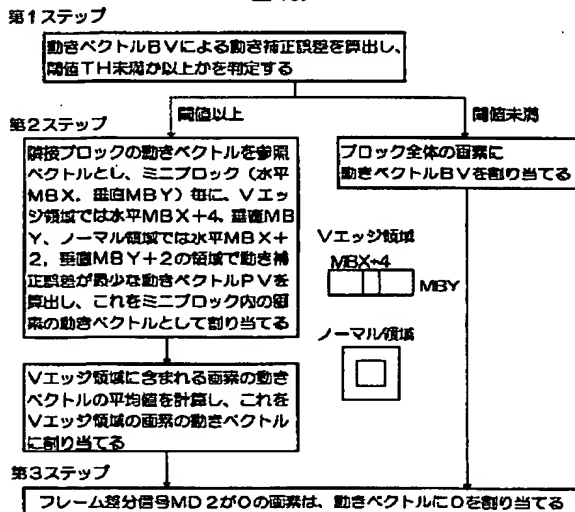 第1ステップ
動きベクトルBVによる動き補正誤差を算出し、
閾値TH未満か以上かを判定する
閾値以上
閾値未満
第2ステップ
隣接ブロックの動きベクトルを参照
ベクトルとし、ミニブロック（水平
MBX，垂直MBY）毎に、Vエッ
ジ領域では水平MBX+4，垂直MB
Y、ノーマル領域では水平MBX+
2，垂直MBY+2の領域で動き補
正誤差が最少な動きベクトルPVを
算出し、これをミニブロック内の画
素の動きベクトルとして割り当てる
ブロック全体の画素に
動きベクトルBVを割り当てる
Vエッジ領域
MBX+4
MBY
ノーマル領域
Vエッジ領域に含まれる画素の動き
ベクトルの平均値を計算し、これを
Vエッジ領域の画素の動きベクトル
に割り当てる
第3ステップ
フレーム差分信号MD2が0の画素は、動きベクトルに0を割り当てる